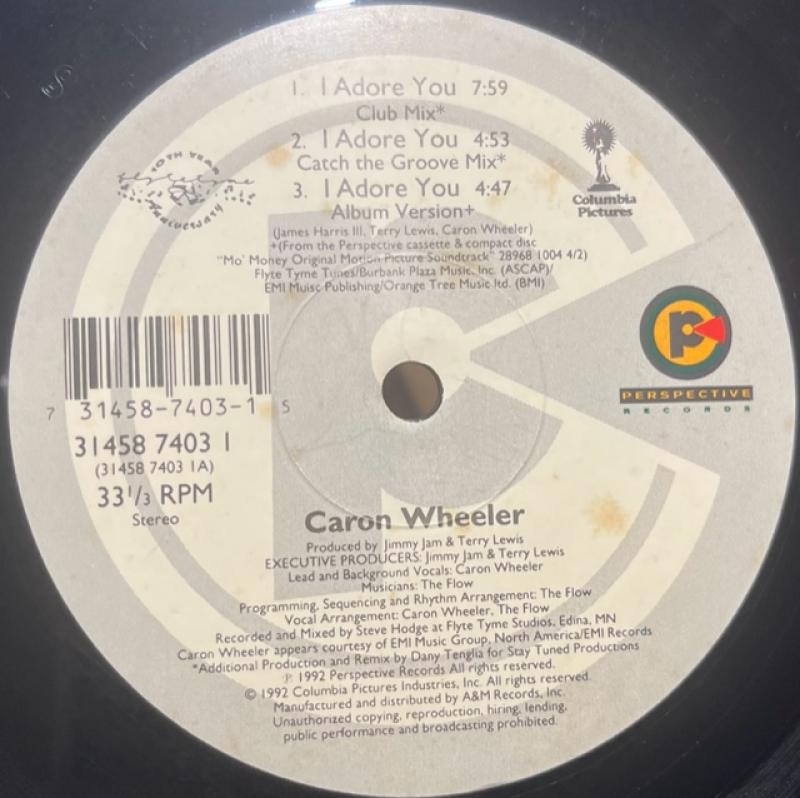 1. I Adore You 7:59
Club Mix*
2. I Adore You 4:53
Catch the Groove Mix*
3. I Adore You 4:47
Album Version+
(James Harris III, Terry Lewis, Caron Wheeler)
+(From the Perspective cassette & compact disc
"Mo' Money Original Motion Picture Soundtrack" 28968 1004 4/2)
Flyte Tyme Tunes/Burbank Plaza Music, Inc. (ASCAP)/
EMI Muisc Publishing/Orange Tree Music ltd. (BMI)
10TH YEAR
Anniversary
Columbia
Pictures
7 31458-7403-1 5
31458 7403 1
(31458 7403 1A)
33 1/3 RPM
Stereo
P
PERSPECTIVE
RECORDS
Caron Wheeler
Produced by Jimmy Jam & Terry Lewis
EXECUTIVE PRODUCERS: Jimmy Jam & Terry Lewis
Lead and Background Vocals: Caron Wheeler
Musicians: The Flow
Programming, Sequencing and Rhythm Arrangement: The Flow
Vocal Arrangement: Caron Wheeler, The Flow
Recorded and Mixed by Steve Hodge at Flyte Tyme Studios, Edina, MN
Caron Wheeler appears courtesy of EMI Music Group, North America/EMI Records
*Additional Production and Remix by Dany Tenglia for Stay Tuned Productions
℗ 1992 Perspective Records All rights reserved.
© 1992 Columbia Pictures Industries, Inc. All rights reserved.
Manufactured and distributed by A&M Records, Inc.
Unauthorized copying, reproduction, hiring, lending,
public performance and broadcasting prohibited.